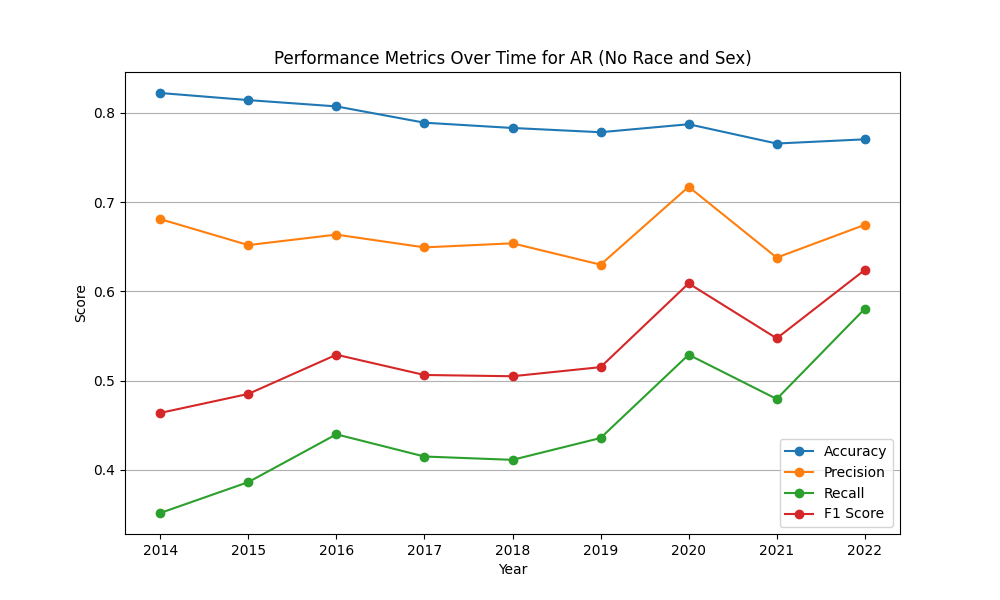 Performance Metrics Over Time for AR (No Race and Sex)
Score
0.8
0.7
0.6
0.5
0.4
Accuracy
Precision
Recall
F1 Score
2014 2015 2016 2017 2018 2019 2020 2021 2022
Year